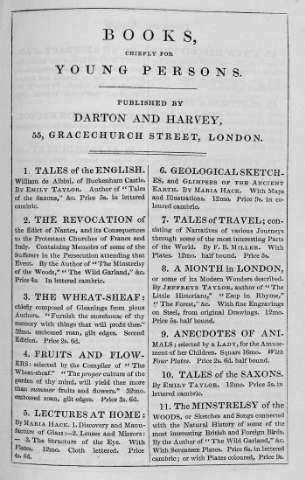 BOOKS,
CHIEFLY FOR
YOUNG PERSONS.
PUBLISHED BY
DARTON AND HARVEY,
55, GRACECHURCH STREET, LONDON.
1. TALES of the ENGLISH.
William de Albini, of Buckenham Castle.
By EMILY TAYLOR. Author of "Tales
of the Saxons," &c. Price 5s. in lettered
cambric.
2. THE REVOCATION of
the Edict of Nantes, and its Consequences
to the Protestant Churches of France and
Italy. Containing Memoirs of some of the
Sufferers in the Persecution attending that
Event. By the Author of "The Minstrelsy
of the Woods," "The Wild Garland," &c.
Price 4s. In lettered cambric.
3. THE WHEAT-SHEAF:
chiefly composed of Gleanings from pious
Authors. "Furnish the storehouse of thy
memory with things that will profit them."
32mo. embossed roan, gilt edges. Second
Edition. Price 2s. 6d.
4. FRUITS AND FLOW-
ERS: selected by the Compiler of "The
Wheat-sheaf." "The proper culture of the
garden of thy mind, will yield thee more
than summer fruits and flowers." 32mo.
embossed roan, gilt edges. Price 3s.
5. LECTURES AT HOME:
by MARIA HACK. 1. Discovery and Manu-
facture of Glass:—2. Lenses and Mirrors:
—3. The Structure of the Eye. With
Plates. 12mo. Cloth lettered. Price
6d.
6. GEOLOGICAL SKETCH-
ES, and GLIMPSES OF THE ANCIENT
EARTH. By MARIA HACK. With Maps
and Illustrations. 12mo. Price 9s. in co
lettered cambric.
7. TALES OF TRAVEL; con-
sisting of Narratives of various Journeys
through some of the most interesting Parts
of the World. By F. B. MILLER. With
Plates. 12mo. half bound. Price 5s.
8. A MONTH IN LONDON,
or some of its Modern Wonders described.
By JEFFERYS TAYLOR, author of "The
Little Historians," "Esop in Rhyme,"
"The Forest," &c. With fine Engravings
on Steel, from original Drawings. 12mo.
Price 5s. half bound.
9. ANECDOTES OF ANI-
MALS; selected by a LADY, for the Amuse-
ment of her Children. Square 16mo. With
Four Plates. Price 2s. 6d. half bound.
10. TALES OF THE SAXONS.
By EMILY TAYLOR. 12mo. Price 5s. in
lettered cambric.
11. The MINSTRELSY of the
WOODS, or Sketches and Songs connected
with the Natural History of some of the
most interesting British and Foreign Birds.
By the Author of "The Wild Garland," &c.
With Seventeen Plates. Price 6s. in lettered
cambric; or with Plates coloured, Price 9s.